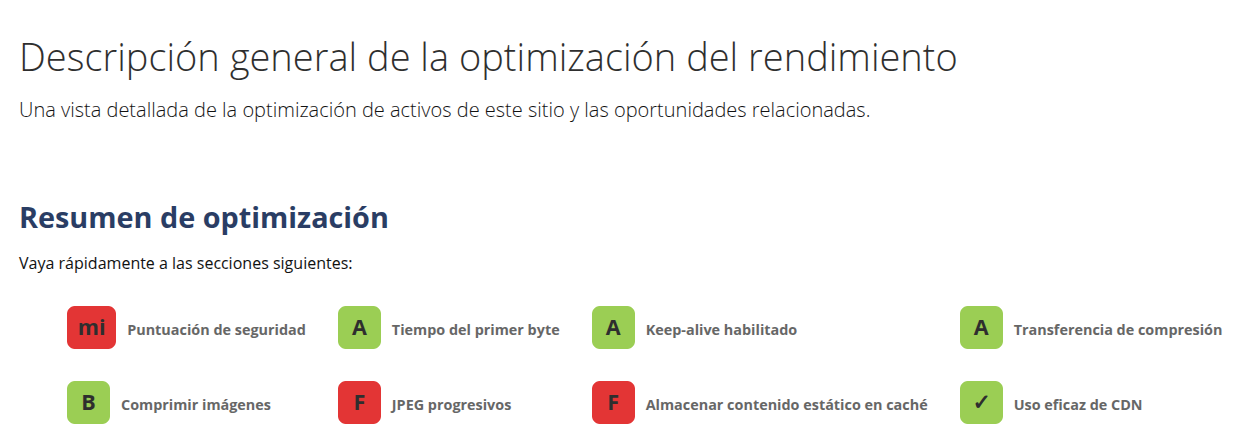 Descripción general de la optimización del rendimiento
Una vista detallada de la optimización de activos de este sitio y las oportunidades relacionadas.
Resumen de optimización
Vaya rápidamente a las secciones siguientes:
mi Puntuación de seguridad A Tiempo del primer byte A Keep-alive habilitado A Transferencia de compresión
B Comprimir imágenes F JPEG progresivos F Almacenar contenido estático en caché ✓ Uso eficaz de CDN